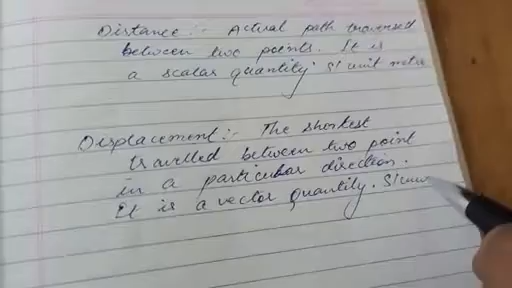 Distance :- Actual path traversed
between two points. It is
a scalar quantity. SI unit metre
Displacement :- The shortest
travelled between two point
in a particular direction.
It is a vector quantity. SI